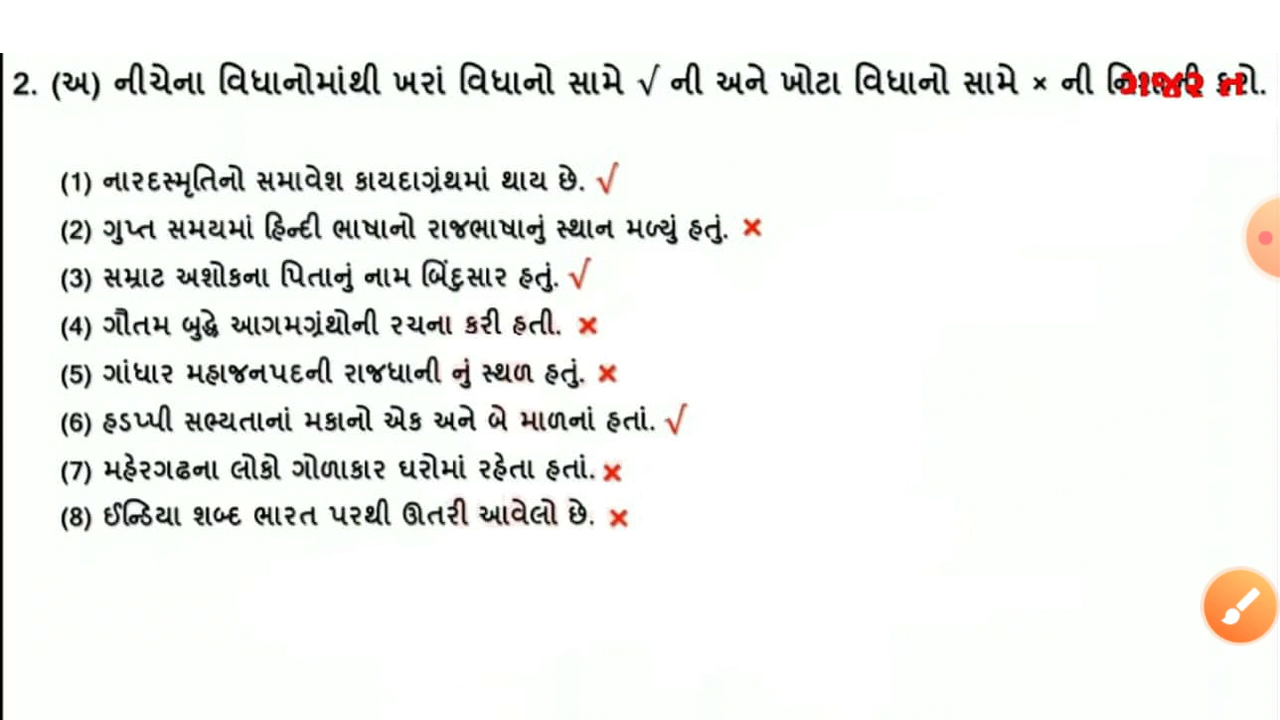 2. (અ) નીચેના વિધાનોમાંથી ખરાં વિધાનો સામે √ ની અને ખોટા વિધાનો સામે × ની કરો.
(1) નારદસ્મૃતિનો સમાવેશ કાયદાગ્રંથમાં થાય છે. √
(2) ગુપ્ત સમયમાં હિન્દી ભાષાનો રાજભાષાનું સ્થાન મળ્યું હતું. ×
(3) સમ્રાટ અશોકના પિતાનું નામ બિંદુસાર હતું. √
(4) ગૌતમ બુદ્ધે આગમગ્રંથોની રચના કરી હતી. ×
(5) ગાંધાર મહાજનપદની રાજધાની નું સ્થળ હતું. ×
(6) હડપ્પી સભ્યતાનાં મકાનો એક અને બે માળનાં હતાં. √
(7) મહેરગઢના લોકો ગોળાકાર ઘરોમાં રહેતા હતાં. ×
(8) ઈન્ડિયા શબ્દ ભારત પરથી ઊતરી આવેલો છે. ×